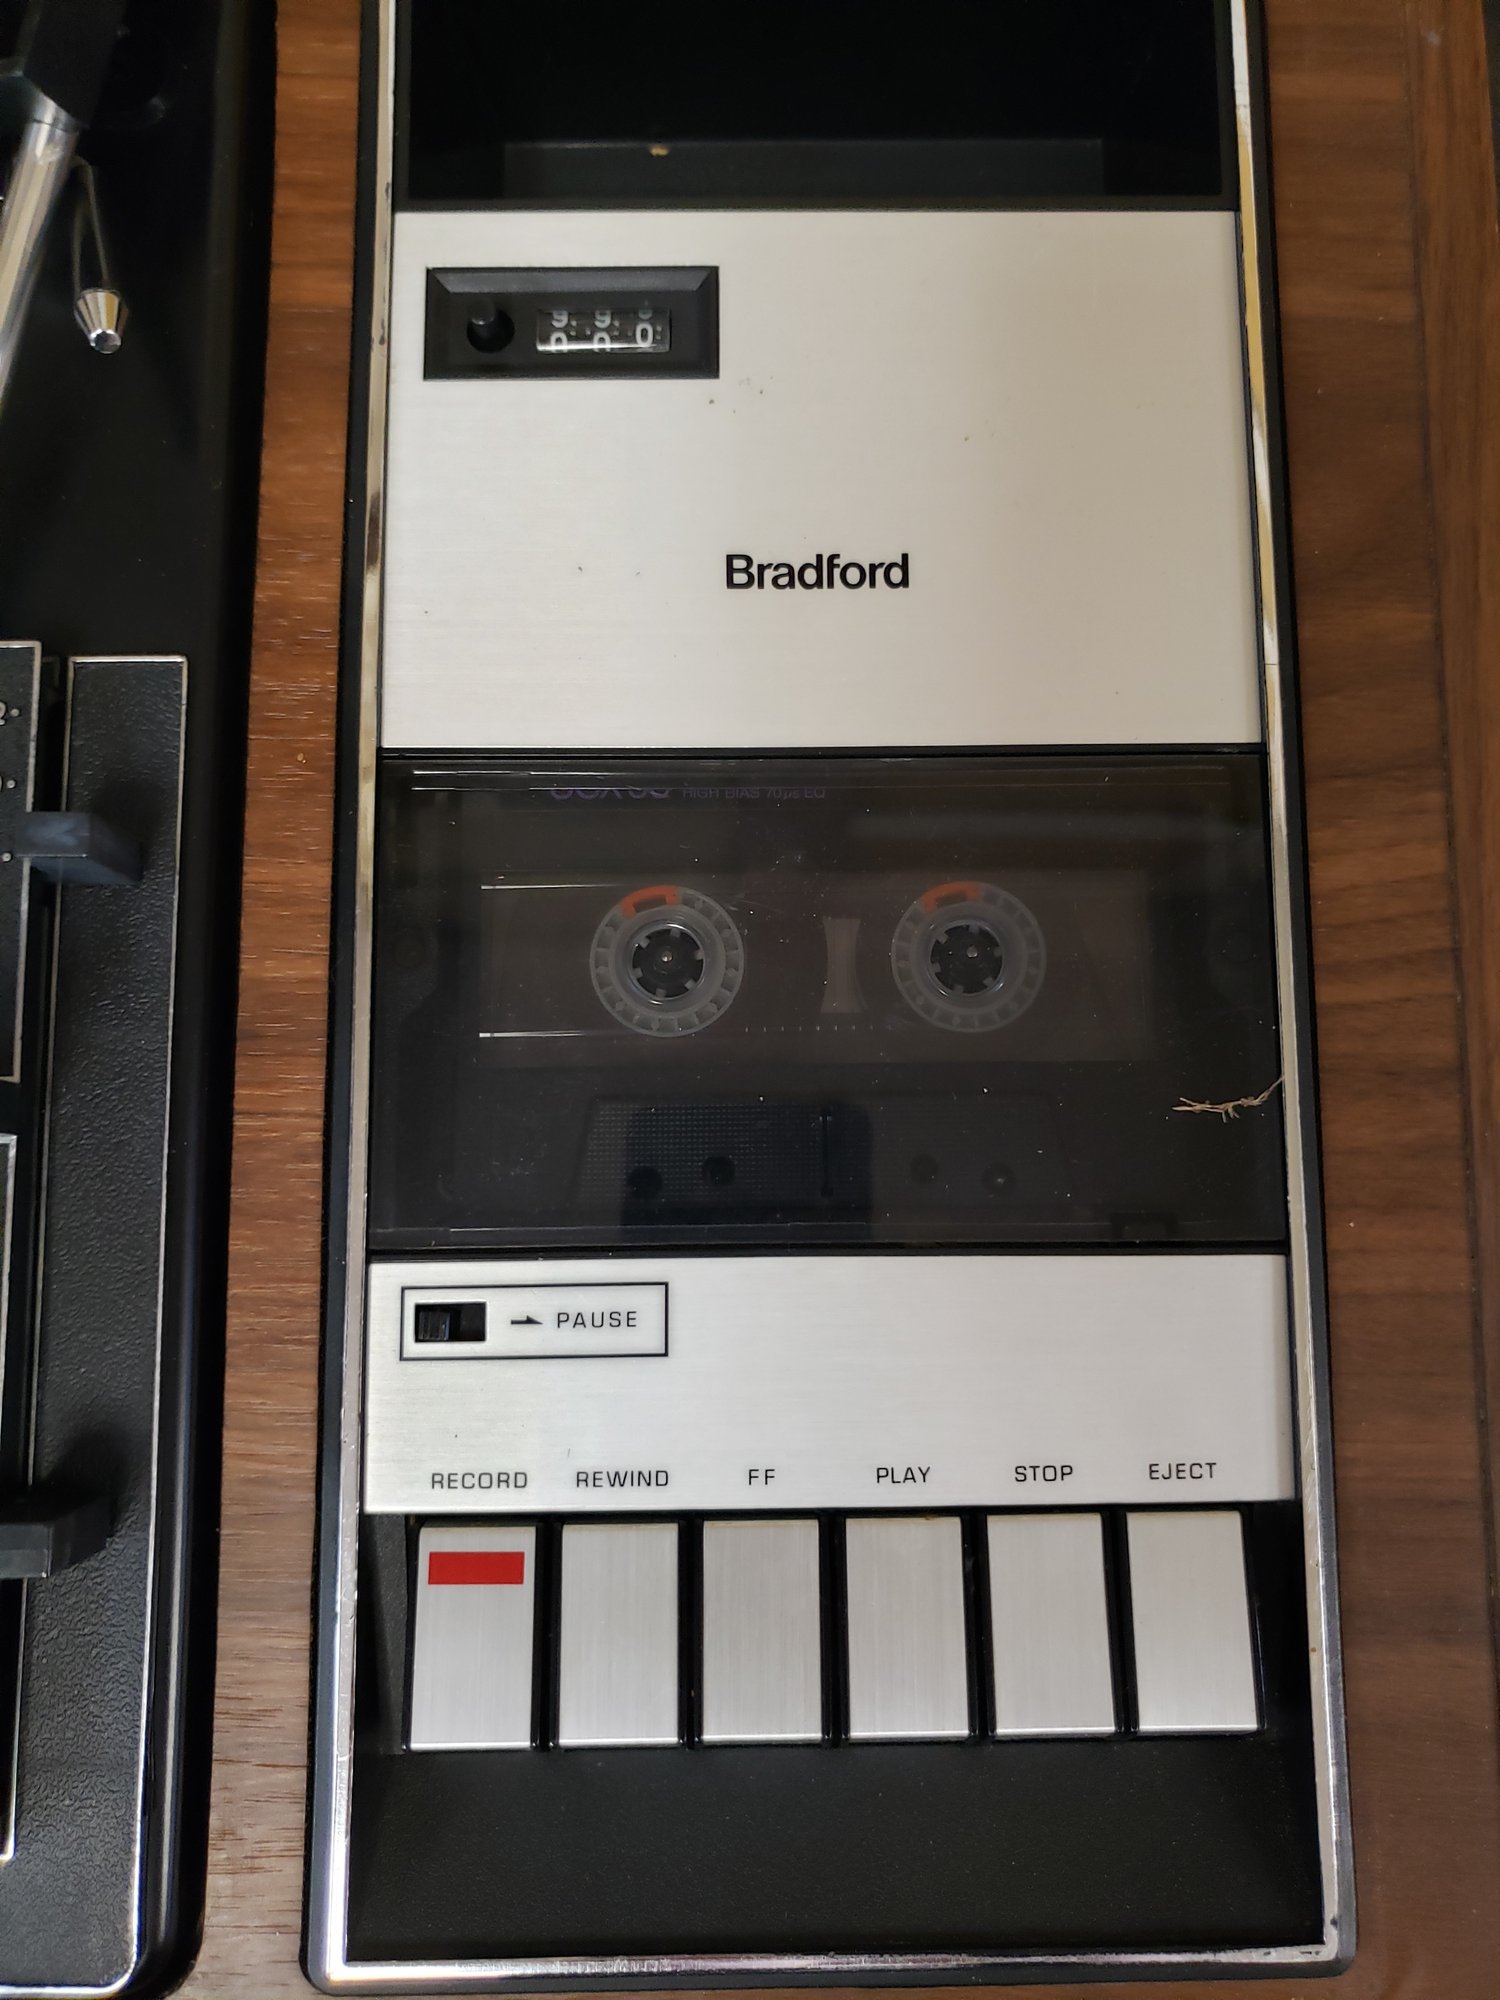 Bradford
HIGH BIAS 70μs EQ
PAUSE
RECORD REWIND FF PLAY STOP EJECT